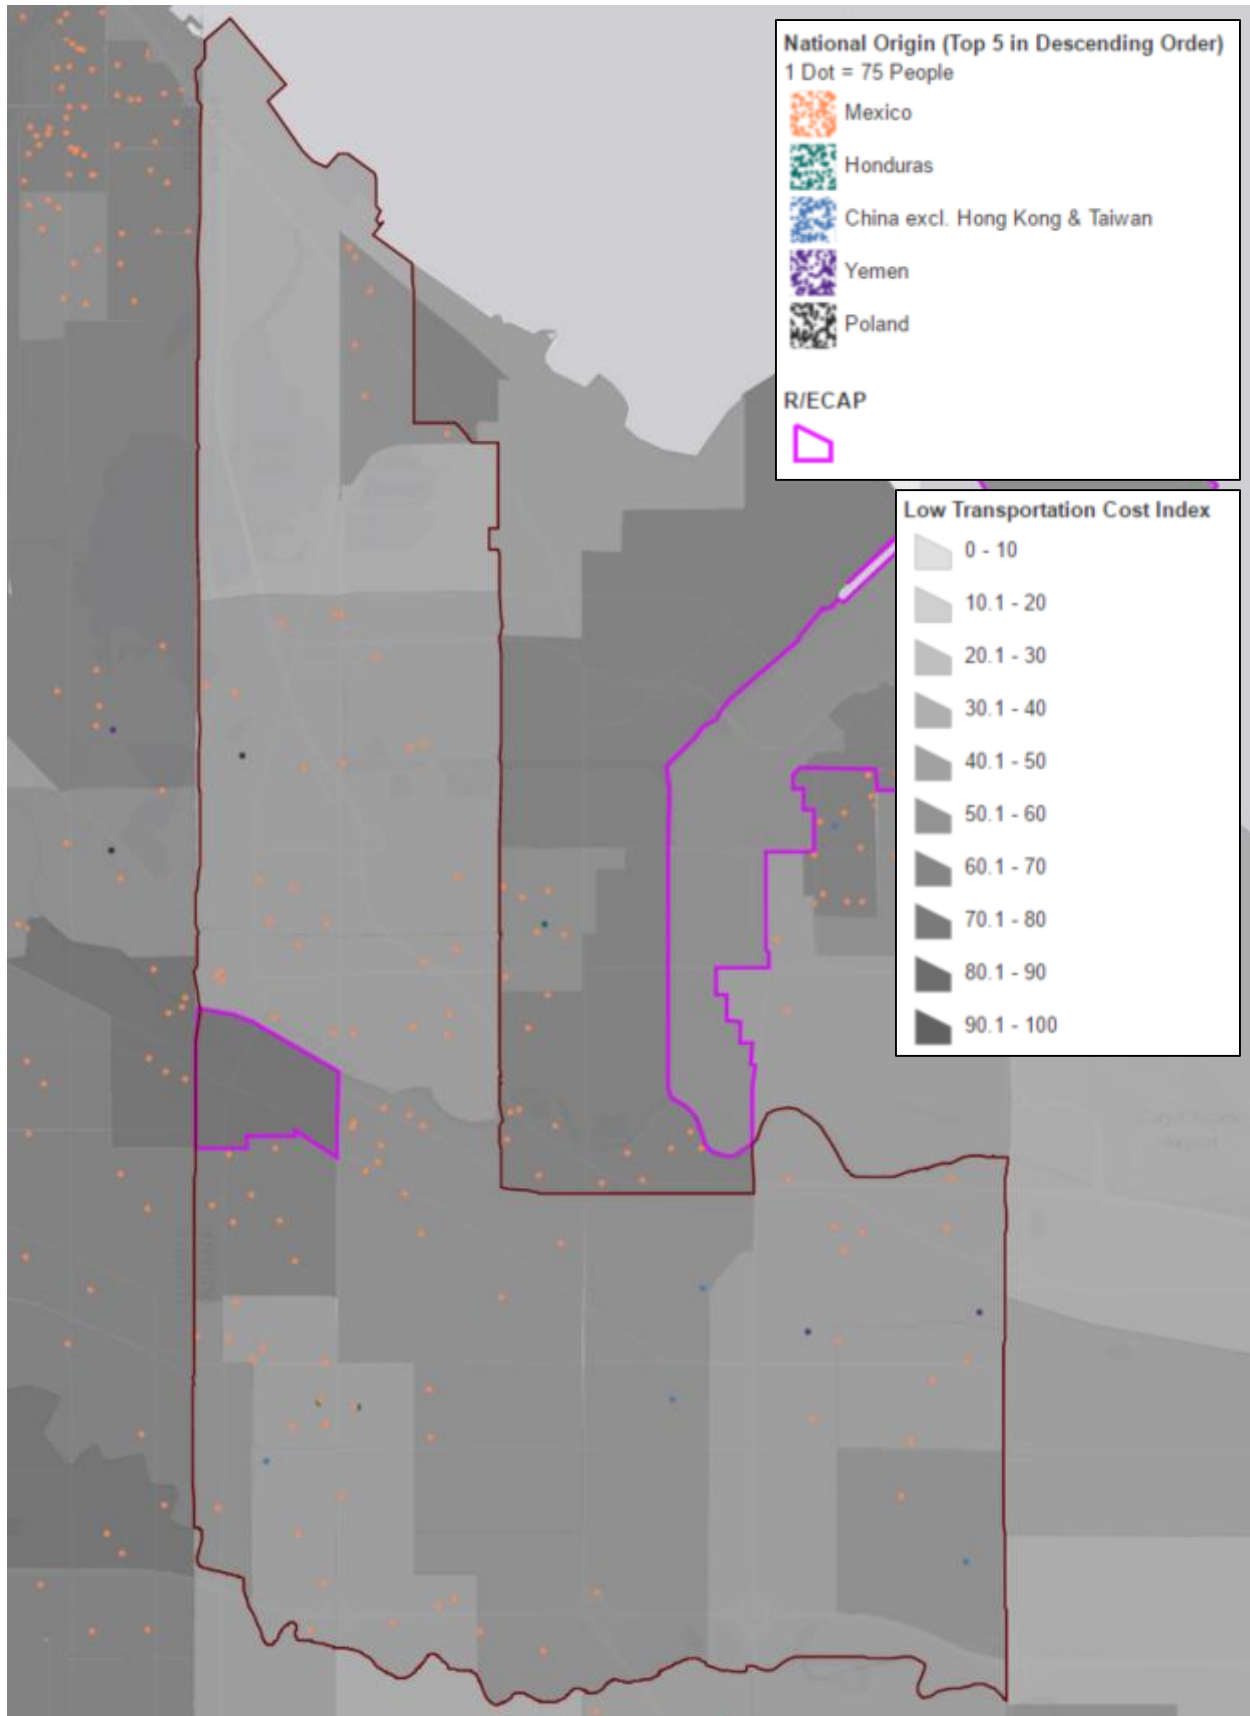 National Origin (Top 5 in Descending Order)
1 Dot = 75 People
Mexico
Honduras
China excl. Hong Kong & Taiwan
Yemen
Poland
R/ECAP
Low Transportation Cost Index
0 - 10
10.1 - 20
20.1 - 30
30.1 - 40
40.1 - 50
50.1 - 60
60.1 - 70
70.1 - 80
80.1 - 90
90.1 - 100